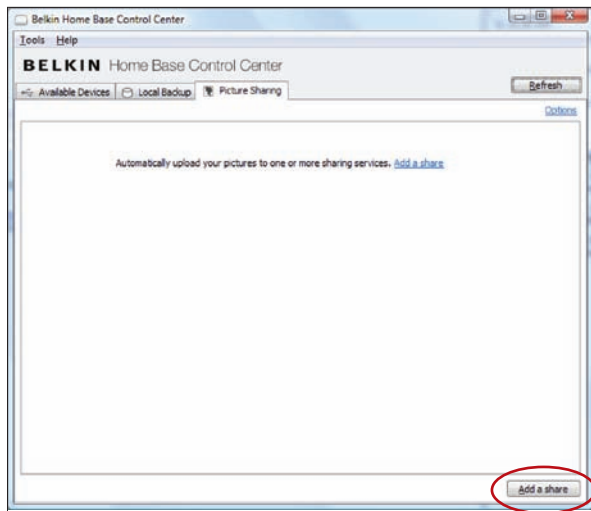 Belkin Home Base Control Center
Tools Help
BELKIN Home Base Control Center
Available Devices Local Backup Picture Sharing Refresh
Options
Automatically upload your pictures to one or more sharing services. Add a share
Add a share